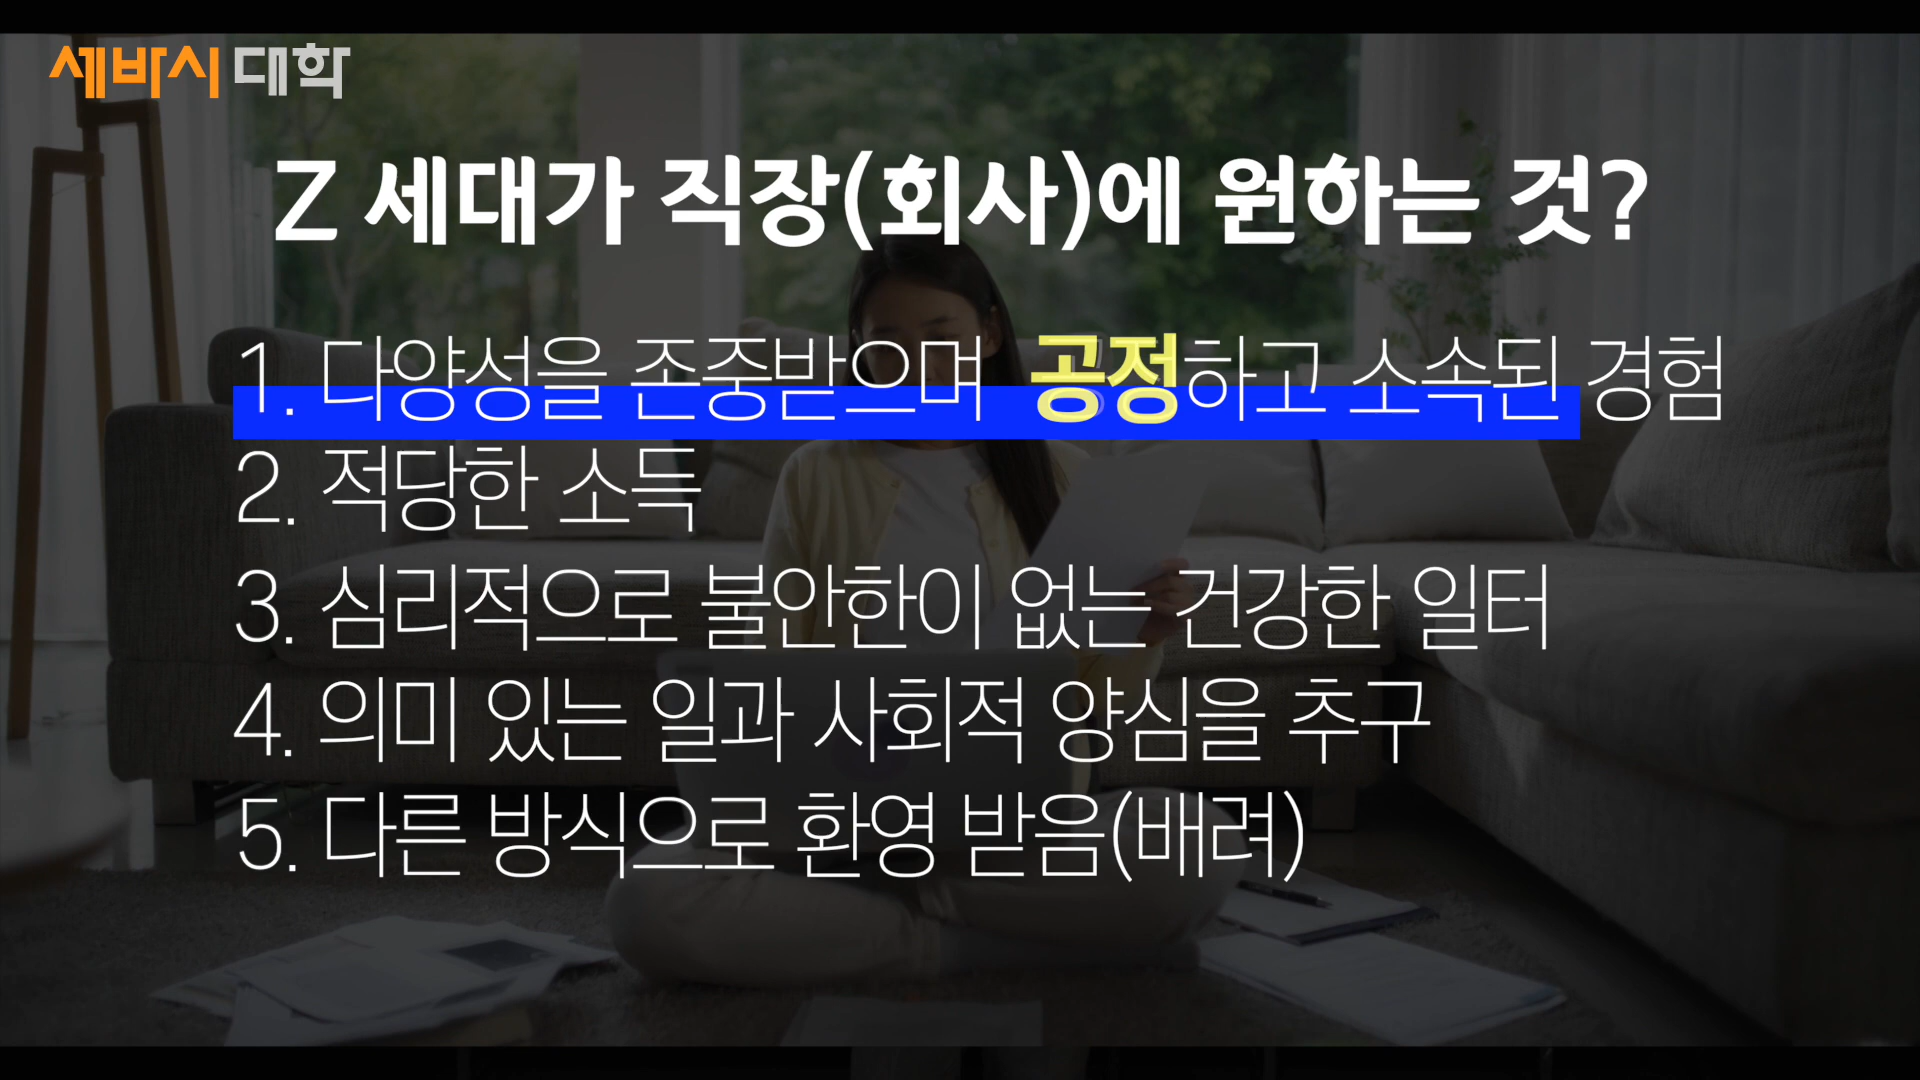 세바시 대학
Z 세대가 직장(회사)에 원하는 것?
1. 다양성을 존중받으며 공정하고 소속된 경험
2. 적당한 소득
3. 심리적으로 불안한이 없는 건강한 일터
4. 의미 있는 일과 사회적 양심을 추구
5. 다른 방식으로 환영 받음(배려)